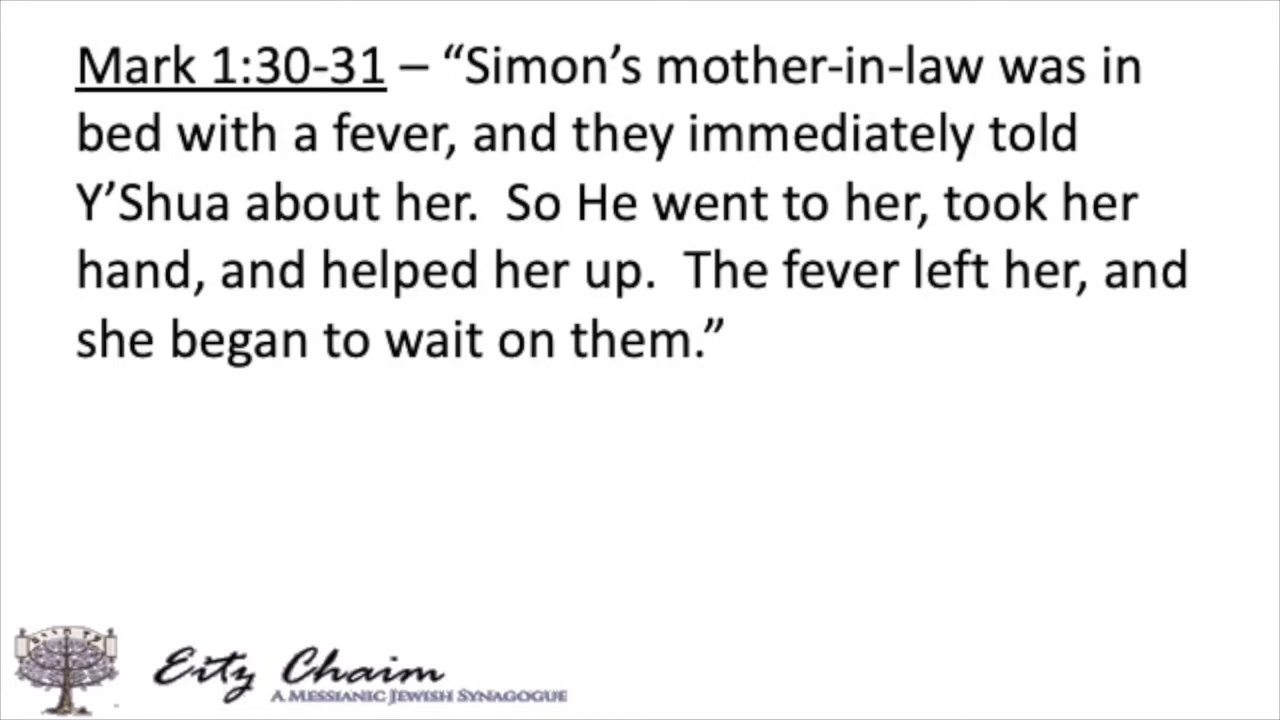 Mark 1:30-31 – “Simon’s mother-in-law was in
bed with a fever, and they immediately told
Y’Shua about her.  So He went to her, took her
hand, and helped her up.  The fever left her, and
she began to wait on them.”
Eitz Chaim
A Messianic Jewish Synagogue